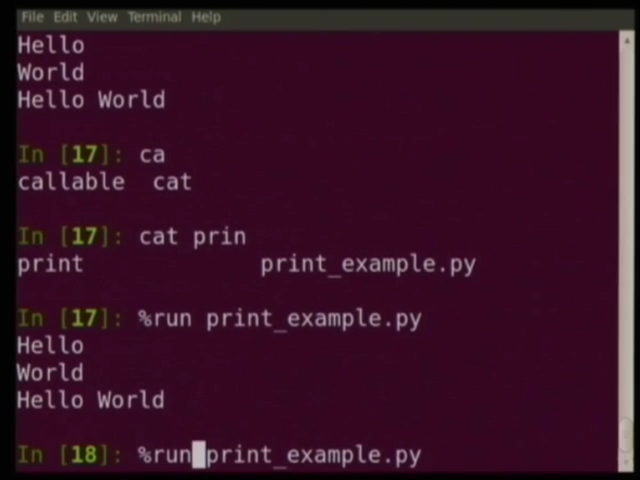 File Edit View Terminal Help
Hello
World
Hello World
In [17]: ca
callable cat
In [17]: cat prin
print print_example.py
In [17]: %run print_example.py
Hello
World
Hello World
In [18]: %run print_example.py